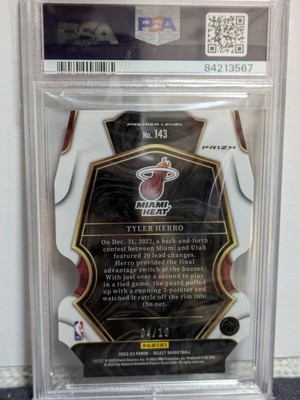 PSA
PSA
84213567
PREMIER LEVEL
No. 143
PRIZM
MIAMI
HEAT
TYLER HERRO
On Dec. 31, 2022, a back-and-forth
contest between Miami and Utah
featured 20 lead changes.
Herro provided the final
advantage switch at the buzzer.
With just over a second to play
in a tied game, the guard pulled
up with a running 3-pointer and
watched it rattle off the rim into
the net.
04/10
PANINI
2022-23 PANINI - SELECT BASKETBALL